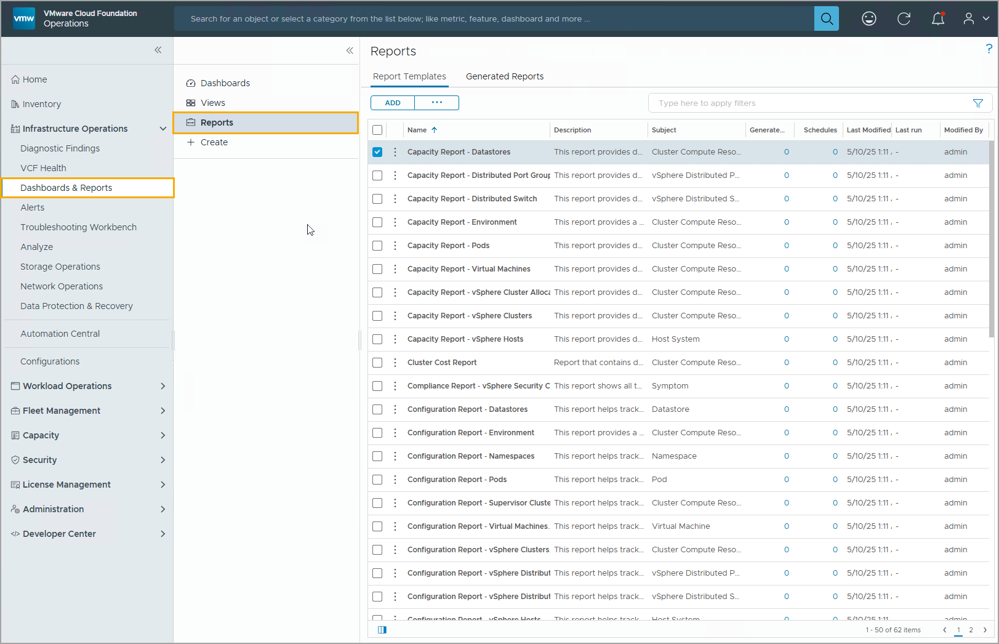 vmw
VMware Cloud Foundation
Operations
Search for an object or select a category from the list below; like metric, feature, dashboard and more ...
Home
Inventory
Infrastructure Operations
Diagnostic Findings
VCF Health
Dashboards & Reports
Alerts
Troubleshooting Workbench
Analyze
Storage Operations
Network Operations
Data Protection & Recovery
Automation Central
Configurations
Workload Operations
Fleet Management
Capacity
Security
License Management
Administration
Developer Center
Dashboards
Views
Reports
Create
Reports
?
Report Templates Generated Reports
ADD ...
Type here to apply filters
Name Description Subject Generate... Schedules Last Modified Last run Modified By
Capacity Report - Datastores This report provides d... Cluster Compute Reso... 0 0 5/10/25 1:11 - admin
Capacity Report - Distributed Port Group This report provides d... vSphere Distributed P... 0 0 5/10/25 1:11 - admin
Capacity Report - Distributed Switch This report provides d... vSphere Distributed S... 0 0 5/10/25 1:11 - admin
Capacity Report - Environment This report provides a ... Cluster Compute Reso... 0 0 5/10/25 1:11 - admin
Capacity Report - Pods This report provides d... Cluster Compute Reso... 0 0 5/10/25 1:11 - admin
Capacity Report - Virtual Machines This report provides d... Cluster Compute Reso... 0 0 5/10/25 1:11 - admin
Capacity Report - vSphere Cluster Alloca This report provides d... Cluster Compute Reso... 0 0 5/10/25 1:11 - admin
Capacity Report - vSphere Clusters This report provides d... Cluster Compute Reso... 0 0 5/10/25 1:11 - admin
Capacity Report - vSphere Hosts This report provides d... Host System 0 0 5/10/25 1:11 - admin
Cluster Cost Report Report that contains d... Cluster Compute Reso... 0 0 5/10/25 1:11 - admin
Compliance Report - vSphere Security C This report shows all t... Symptom 0 0 5/10/25 1:11 - admin
Configuration Report - Datastores This report helps track... Datastore 0 0 5/10/25 1:11 - admin
Configuration Report - Environment This report provides a ... Cluster Compute Reso... 0 0 5/10/25 1:11 - admin
Configuration Report - Namespaces This report helps track... Namespace 0 0 5/10/25 1:11 - admin
Configuration Report - Pods This report helps track... Pod 0 0 5/10/25 1:11 - admin
Configuration Report - Supervisor Cluste This report helps track... Cluster Compute Reso... 0 0 5/10/25 1:11 - admin
Configuration Report - Virtual Machines This report helps track... Virtual Machine 0 0 5/10/25 1:11 - admin
Configuration Report - vSphere Clusters This report helps track... Cluster Compute Reso... 0 0 5/10/25 1:11 - admin
Configuration Report - vSphere Distribut This report helps track... vSphere Distributed P... 0 0 5/10/25 1:11 - admin
Configuration Report - vSphere Distribut This report helps track... vSphere Distributed S... 0 0 5/10/25 1:11 - admin
Configuration Report - vSphere Hosts This report helps track... Host System 0 0 5/10/25 1:11 - admin
1 - 50 of 62 items 1 2